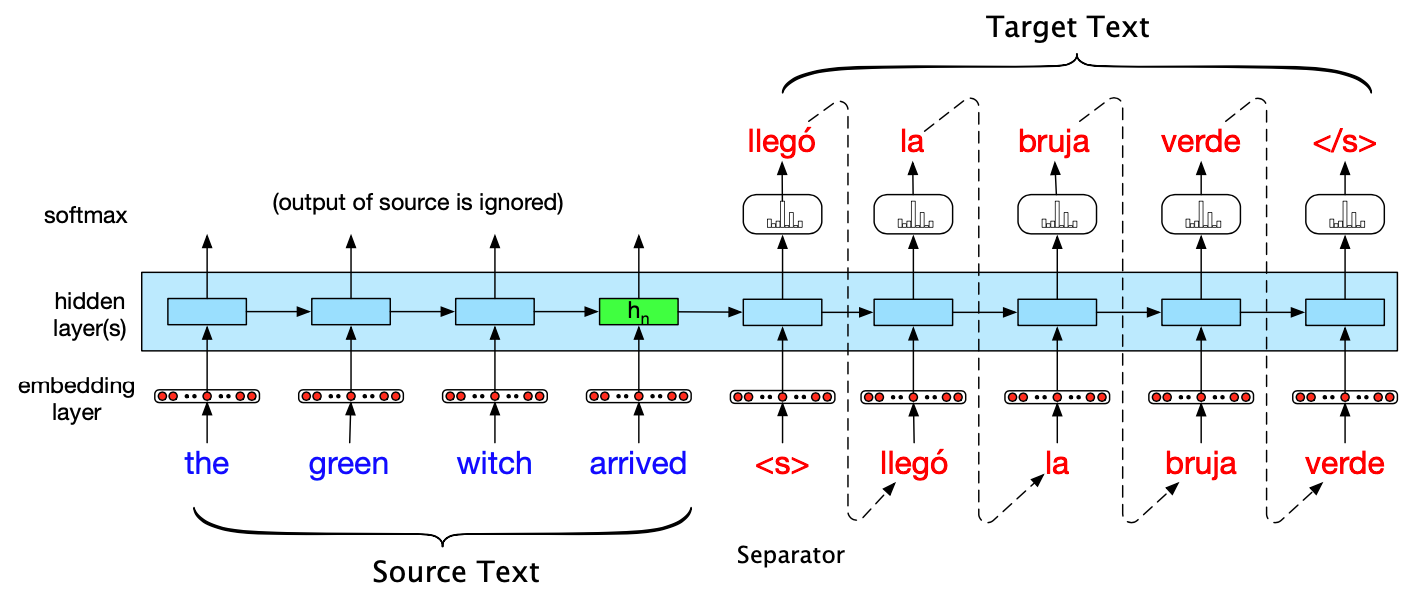 Target Text
llegó la bruja verde </s>
softmax
(output of source is ignored)
hidden
layer(s)
hn
embedding
layer
the green witch arrived <s> llegó la bruja verde
Separator
Source Text